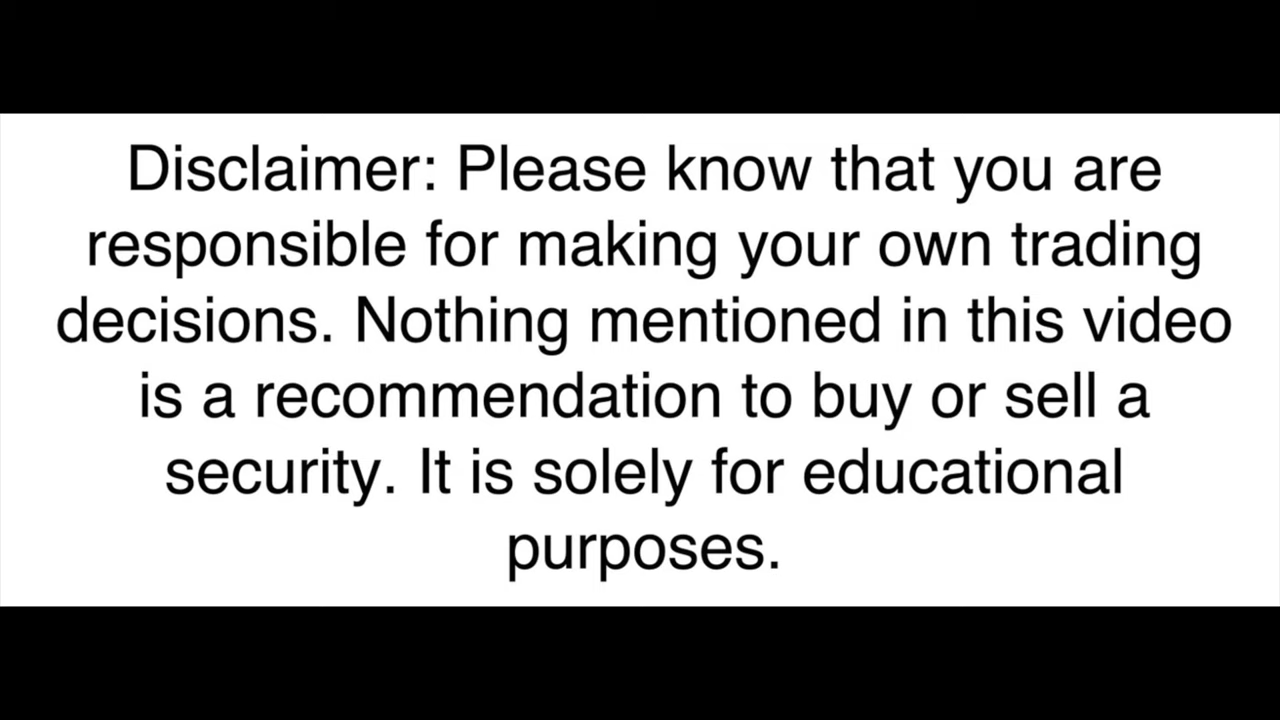 Disclaimer: Please know that you are
responsible for making your own trading
decisions. Nothing mentioned in this video
is a recommendation to buy or sell a
security. It is solely for educational
purposes.